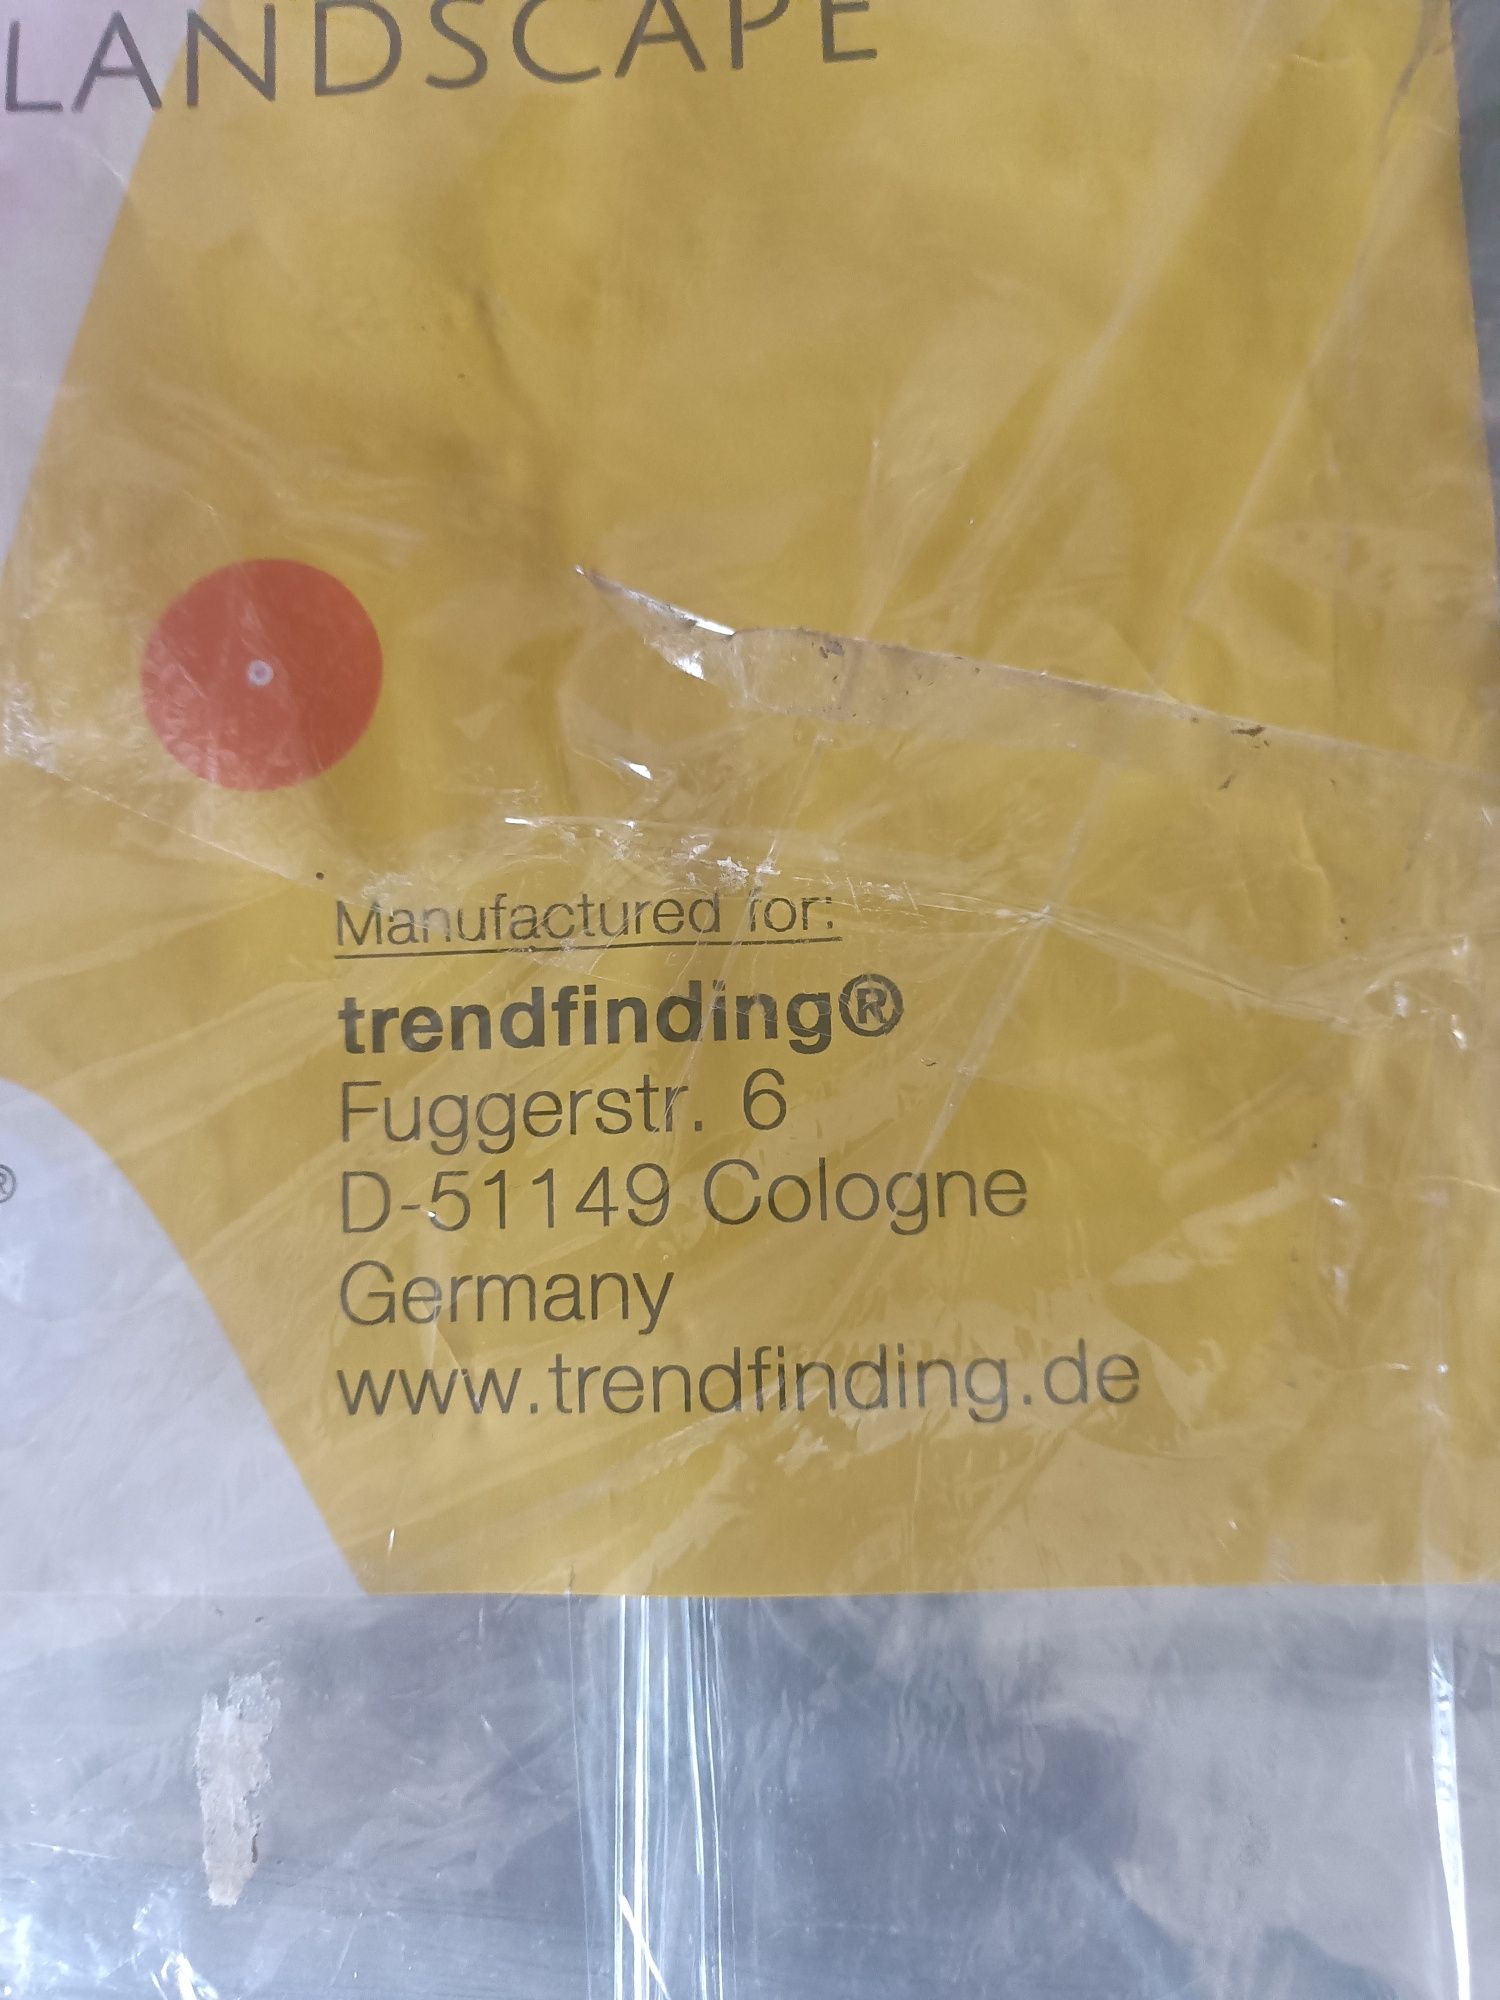 LANDSCAPE
Manufactured for:
trendfinding®
Fuggerstr. 6
D-51149 Cologne
Germany
www.trendfinding.de
®